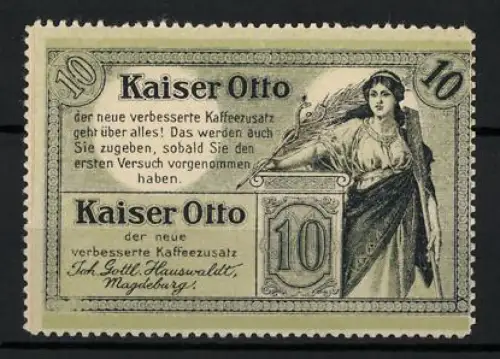 10
10
Kaiser Otto
der neue verbesserte Kaffeezusatz
geht über alles! Das werden auch
Sie zugeben, sobald Sie den
ersten Versuch vorgenommen
haben.
Kaiser Otto
der neue
verbesserte Kaffeezusatz
Joh. Gottl. Hauswaldt,
Magdeburg.
10